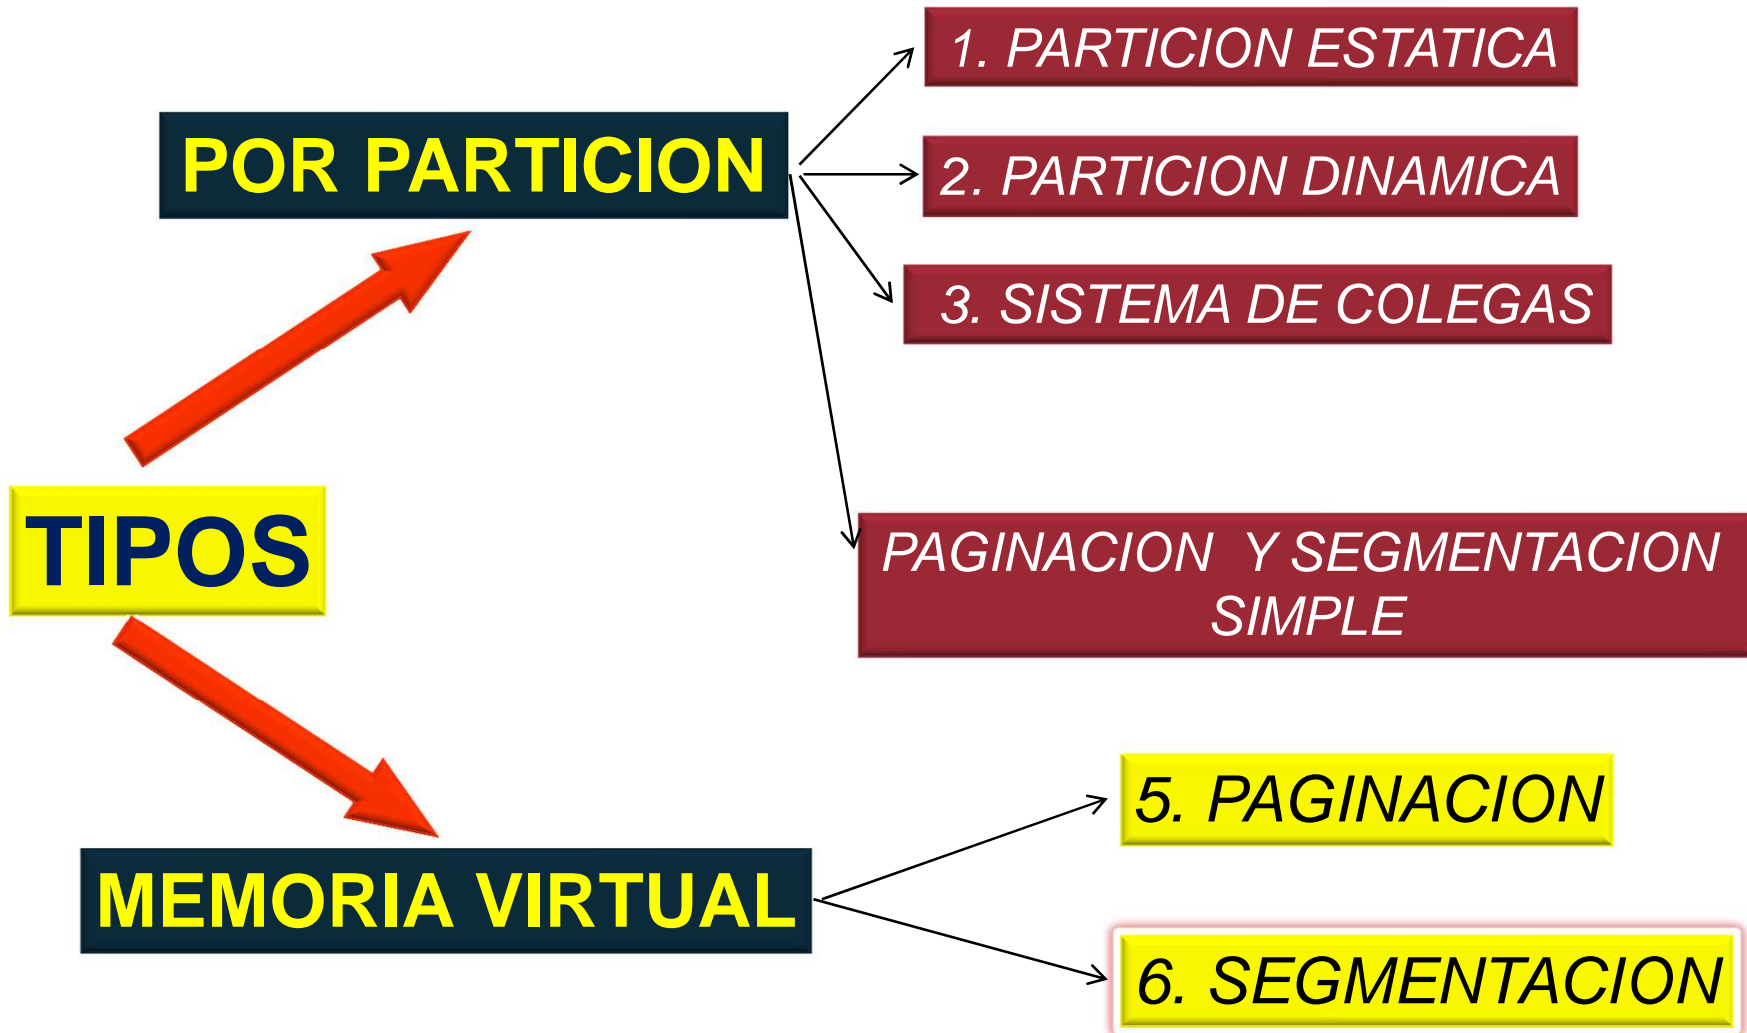 1. PARTICION ESTATICA
POR PARTICION
2. PARTICION DINAMICA
3. SISTEMA DE COLEGAS
TIPOS
PAGINACION Y SEGMENTACION
SIMPLE
5. PAGINACION
MEMORIA VIRTUAL
6. SEGMENTACION